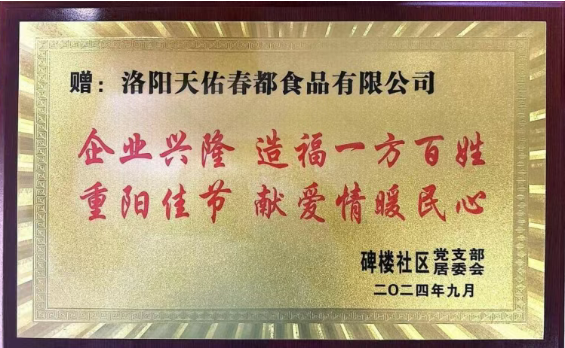 赠：洛阳天佑春都食品有限公司
企业兴隆 造福一方百姓
重阳佳节 献爱情暖民心
碑楼社区 党支部
居委会
二〇二四年九月